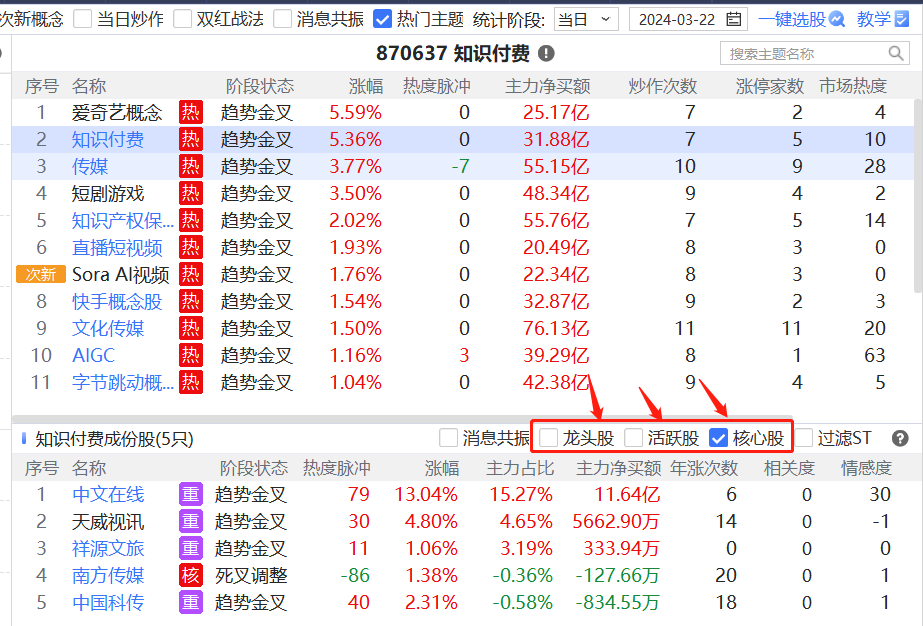 次新概念 当日炒作 双红战法 消息共振 热门主题 统计阶段: 当日 2024-03-22 一键选股 教学
870637 知识付费 搜索主题名称
序号 名称 阶段状态 涨幅 热度脉冲 主力净买额 炒作次数 涨停家数 市场热度
1 爱奇艺概念 热 趋势金叉 5.59% 0 25.17亿 7 2 4
2 知识付费 热 趋势金叉 5.36% 0 31.88亿 7 5 10
3 传媒 热 趋势金叉 3.77% -7 55.15亿 10 9 28
4 短剧游戏 热 趋势金叉 3.50% 0 48.34亿 9 4 2
5 知识产权保... 热 趋势金叉 2.02% 0 55.76亿 7 5 14
6 直播短视频 热 趋势金叉 1.93% 0 20.49亿 8 3 0
次新 Sora AI视频 热 趋势金叉 1.76% 0 22.34亿 8 3 0
8 快手概念股 热 趋势金叉 1.54% 0 32.87亿 9 2 3
9 文化传媒 热 趋势金叉 1.50% 0 76.13亿 11 11 20
10 AIGC 热 趋势金叉 1.16% 3 39.29亿 8 1 63
11 字节跳动概... 热 趋势金叉 1.04% 0 42.38亿 9 4 5
知识付费成份股(5只) 消息共振 龙头股 活跃股 核心股 过滤ST
序号 名称 阶段状态 热度脉冲 涨幅 主力占比 主力净买额 年涨次数 相关度 情感度
1 中文在线 重 趋势金叉 79 13.04% 15.27% 11.64亿 6 0 30
2 天威视讯 重 趋势金叉 30 4.80% 4.65% 5662.90万 14 0 -1
3 祥源文旅 重 趋势金叉 11 1.06% 3.19% 333.94万 0 0 0
4 南方传媒 核 死叉调整 -86 1.38% -0.36% -127.66万 20 0 1
5 中国科传 重 趋势金叉 40 2.31% -0.58% -834.55万 18 0 1